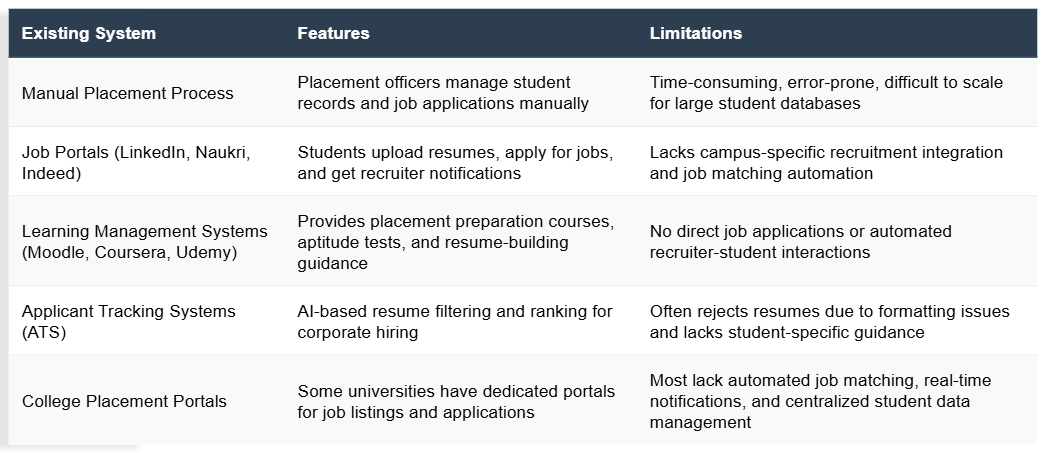 Existing System
Features
Limitations
Manual Placement Process
Placement officers manage student
records and job applications manually
Time-consuming, error-prone, difficult to scale
for large student databases
Job Portals (LinkedIn, Naukri,
Indeed)
Students upload resumes, apply for jobs,
and get recruiter notifications
Lacks campus-specific recruitment integration
and job matching automation
Learning Management Systems
(Moodle, Coursera, Udemy)
Provides placement preparation courses,
aptitude tests, and resume-building
guidance
No direct job applications or automated
recruiter-student interactions
Applicant Tracking Systems
(ATS)
AI-based resume filtering and ranking for
corporate hiring
Often rejects resumes due to formatting issues
and lacks student-specific guidance
College Placement Portals
Some universities have dedicated portals
for job listings and applications
Most lack automated job matching, real-time
notifications, and centralized student data
management